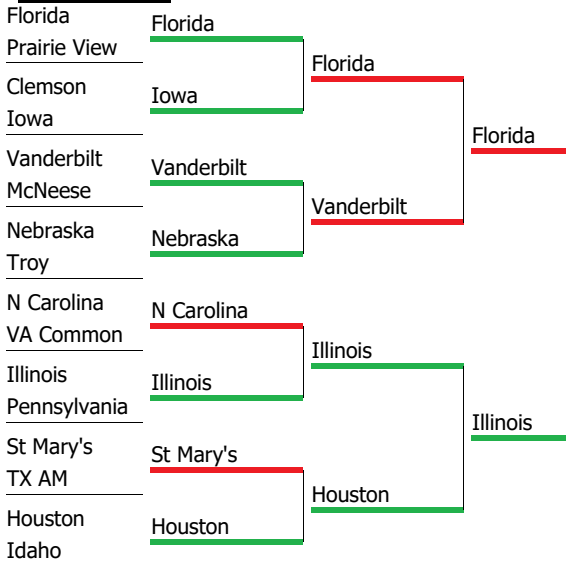 Florida
Prairie View
Clemson
Iowa
Vanderbilt
McNeese
Nebraska
Troy
N Carolina
VA Common
Illinois
Pennsylvania
St Mary's
TX AM
Houston
Idaho
Florida
Iowa
Vanderbilt
Nebraska
N Carolina
Illinois
St Mary's
Houston
Florida
Vanderbilt
Illinois
Houston
Florida
Illinois